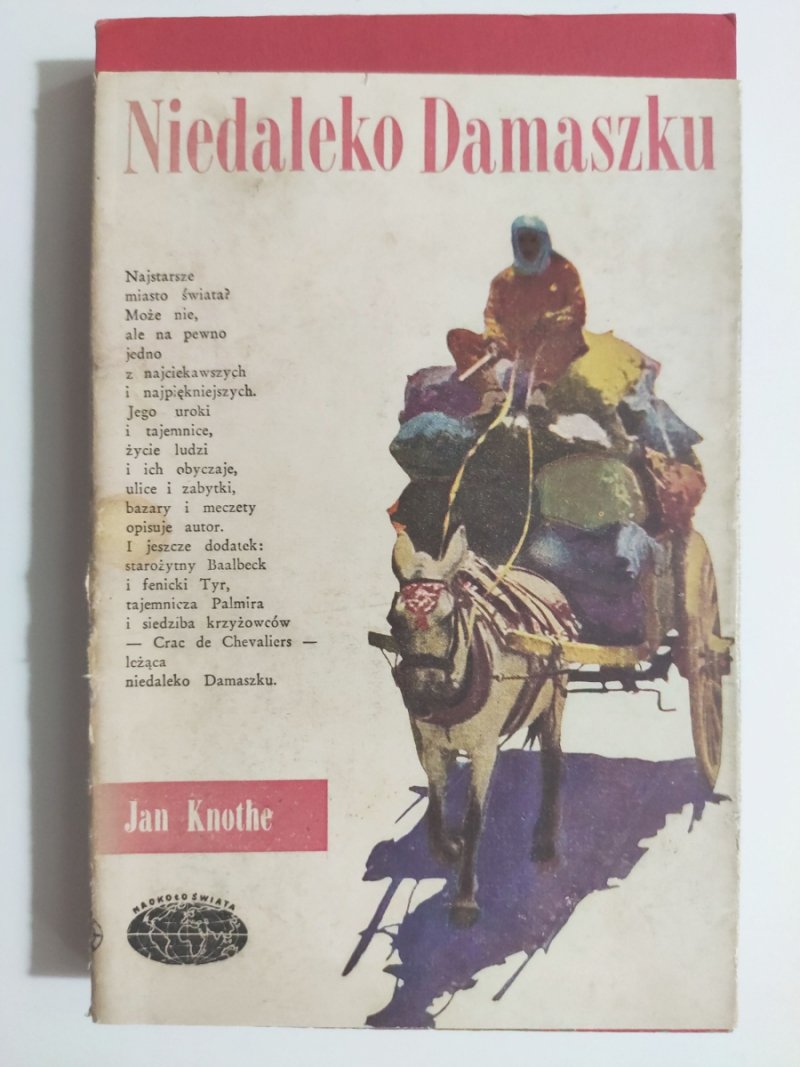 Niedaleko Damaszku
Najstarsze
miasto świata?
Może nie,
ale na pewno
jedno
z najciekawszych
i najpiękniejszych.
Jego uroki
i tajemnice,
życie ludzi
i ich obyczaje,
ulice i zabytki,
bazary i meczety
opisuje autor.
I jeszcze dodatek:
starożytny Baalbeck
i fenicki Tyr,
tajemnicza Palmira
i siedziba krzyżowców
— Crac de Chevaliers —
leżąca
niedaleko Damaszku.
Jan Knothe
NAOKOŁO ŚWIATA